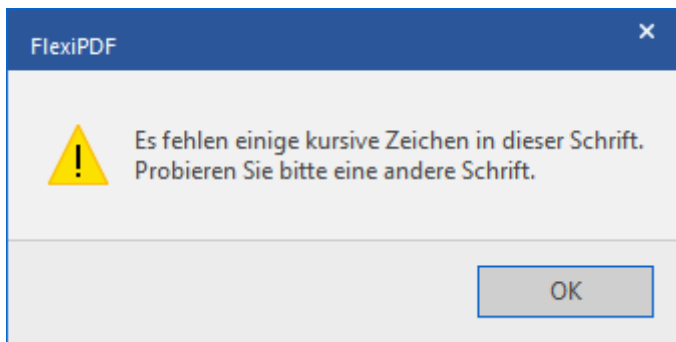 FlexiPDF
Es fehlen einige kursive Zeichen in dieser Schrift.
Probieren Sie bitte eine andere Schrift.
OK